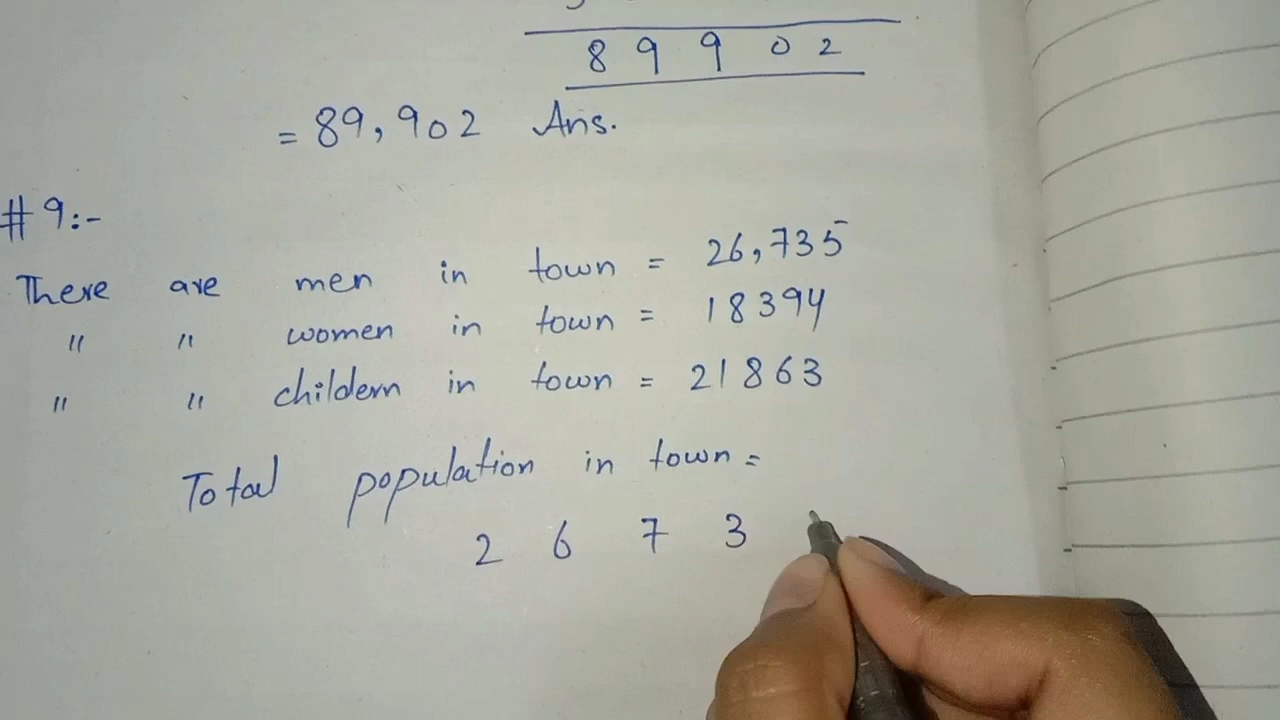 8 9 9 0 2
= 89,902 Ans.
# 9:-
There are men in town = 26,735
" " women in town = 18394
" " childern in town = 21863
Total population in town =
2 6 7 3